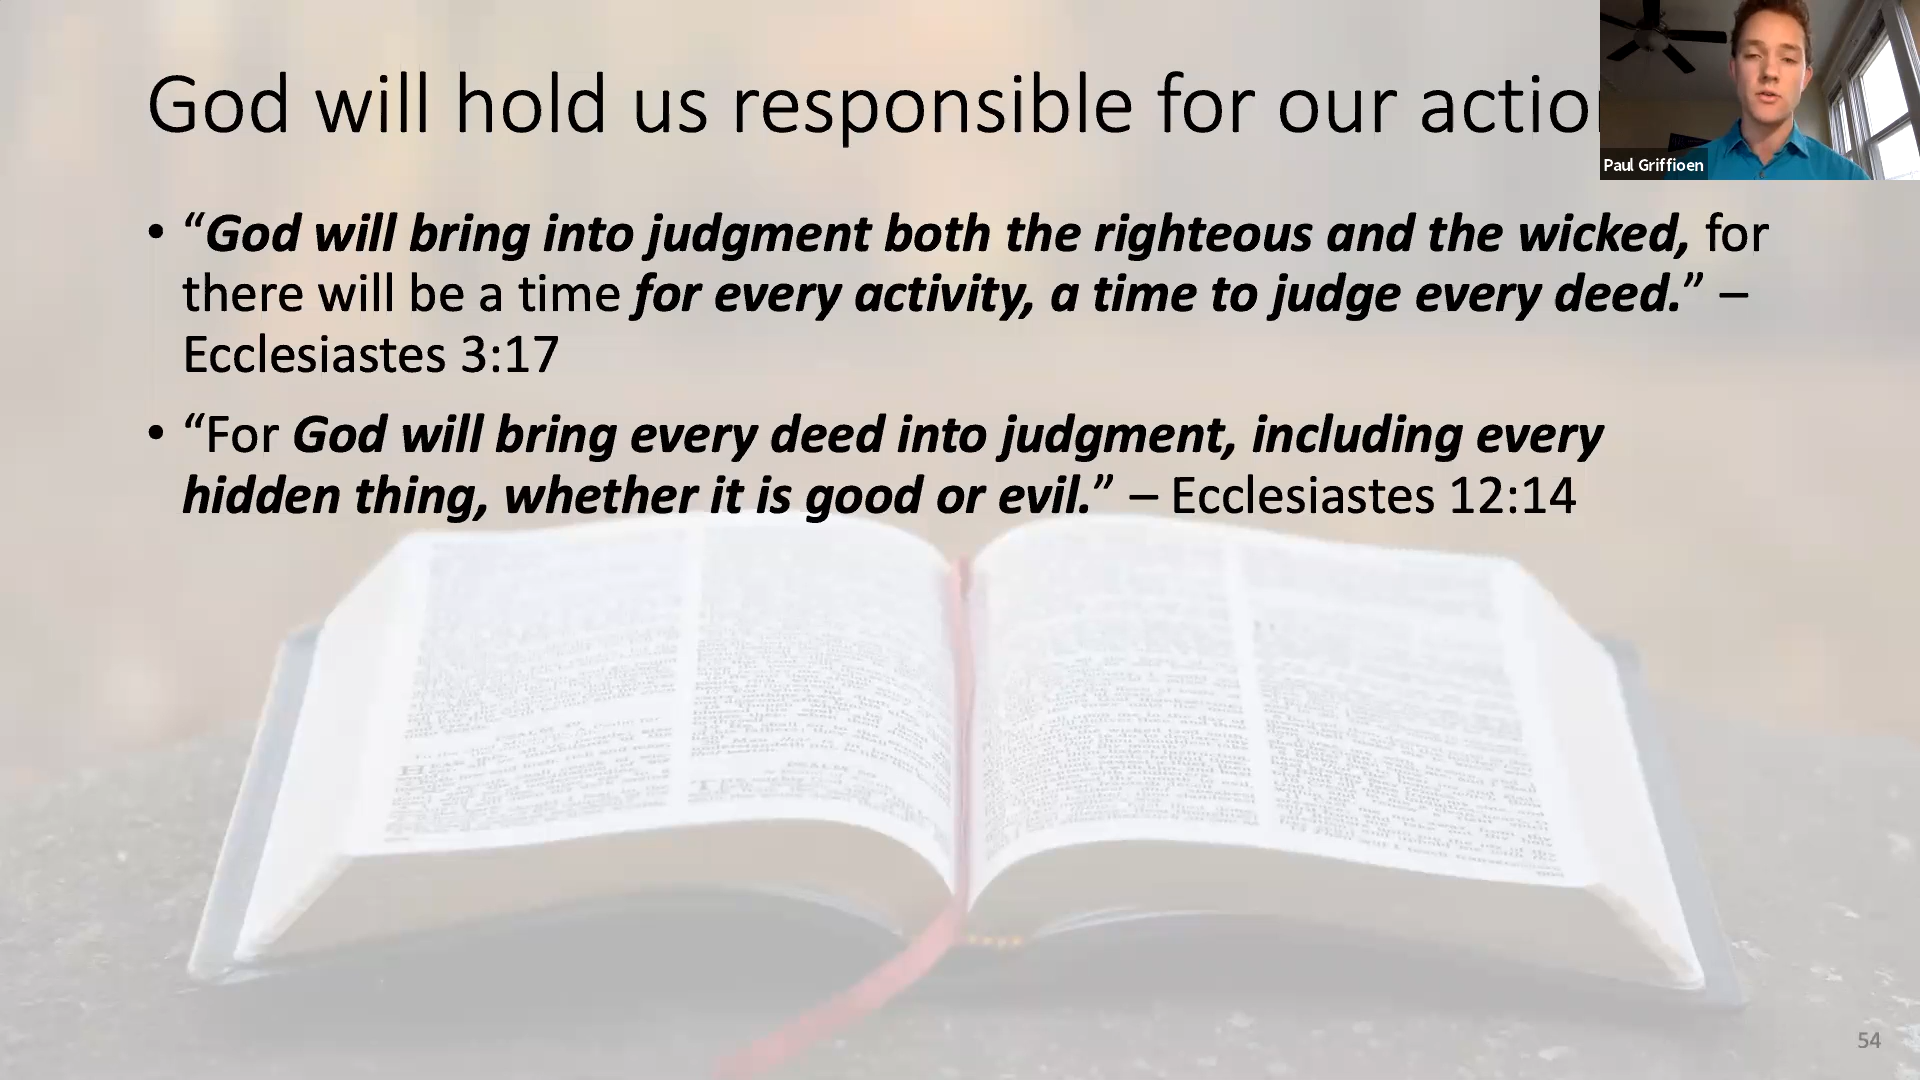 God will hold us responsible for our actio
Paul Griffioen
• “God will bring into judgment both the righteous and the wicked, for
there will be a time for every activity, a time to judge every deed.” –
Ecclesiastes 3:17
• “For God will bring every deed into judgment, including every
hidden thing, whether it is good or evil.” – Ecclesiastes 12:14
54